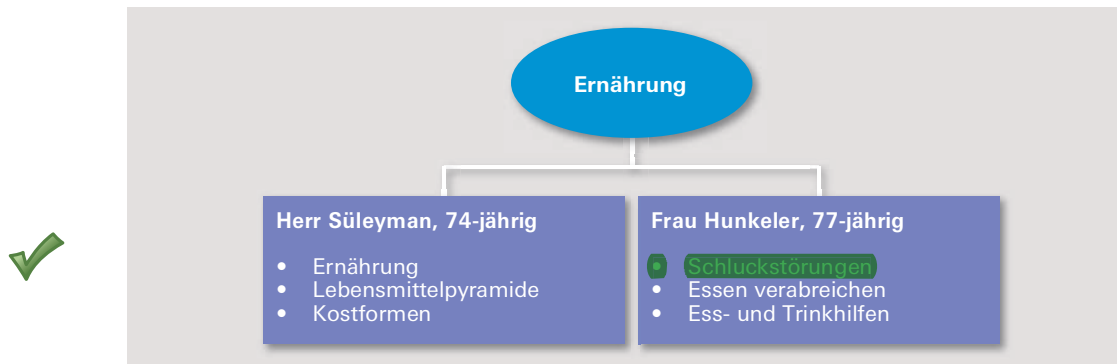 Ernährung
Herr Süleyman, 74-jährig
• Ernährung
• Lebensmittelpyramide
• Kostformen
Frau Hunkeler, 77-jährig
• Schluckstörungen
• Essen verabreichen
• Ess- und Trinkhilfen